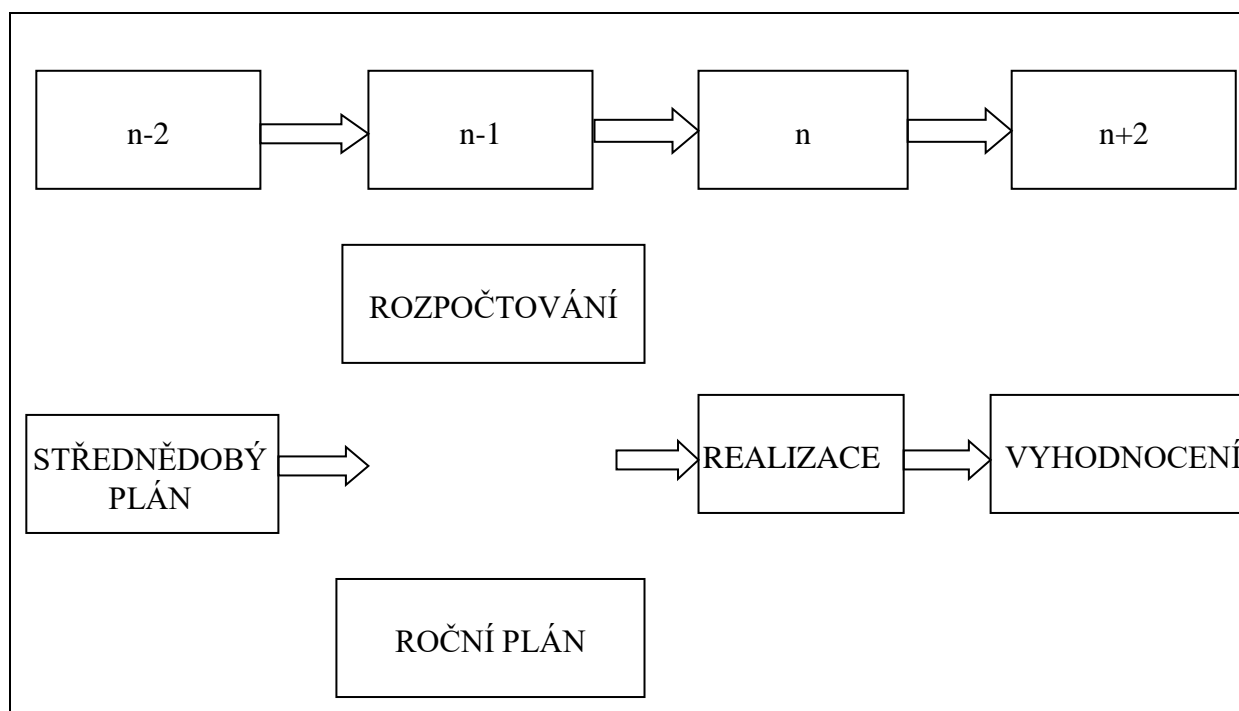 n-2
n-1
n
n+2
ROZPOČTOVÁNÍ
STŘEDNĚDOBÝ
PLÁN
REALIZACE
VYHODNOCENÍ
ROČNÍ PLÁN